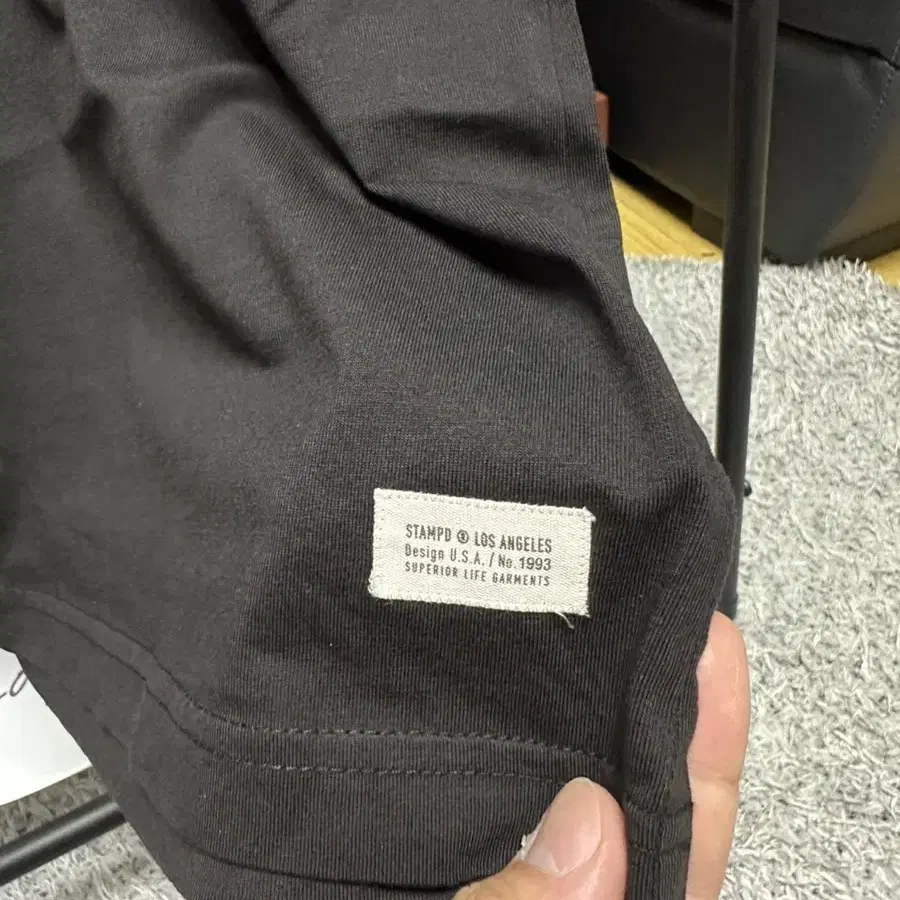 STAMPD ® LOS ANGELES
Design U.S.A. / No.1993
SUPERIOR LIFE GARMENTS